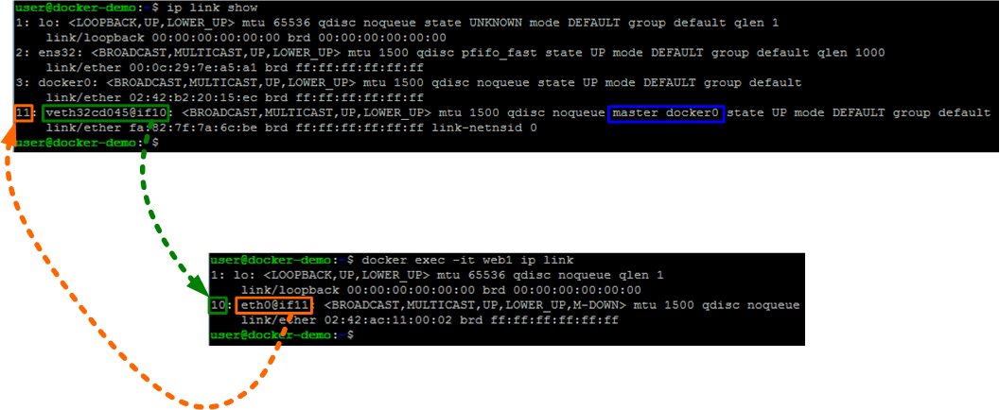 user@docker-demo:~$ ip link show
1: lo: <LOOPBACK,UP,LOWER_UP> mtu 65536 qdisc noqueue state UNKNOWN mode DEFAULT group default qlen 1
link/loopback 00:00:00:00:00:00 brd 00:00:00:00:00:00
2: ens32: <BROADCAST,MULTICAST,UP,LOWER_UP> mtu 1500 qdisc pfifo_fast state UP mode DEFAULT group default qlen 1000
link/ether 00:0c:29:7e:a5:a1 brd ff:ff:ff:ff:ff:ff
3: docker0: <BROADCAST,MULTICAST,UP,LOWER_UP> mtu 1500 qdisc noqueue state UP mode DEFAULT group default
link/ether 02:42:b2:20:15:ec brd ff:ff:ff:ff:ff:ff
11: veth32cd045@if10: <BROADCAST,MULTICAST,UP,LOWER_UP> mtu 1500 qdisc noqueue master docker0 state UP mode DEFAULT group default
link/ether fa:82:7f:7a:6c:be brd ff:ff:ff:ff:ff:ff link-netnsid 0
user@docker-demo:~$
user@docker-demo:~$ docker exec -it web1 ip link
1: lo: <LOOPBACK,UP,LOWER_UP> mtu 65536 qdisc noqueue qlen 1
link/loopback 00:00:00:00:00:00 brd 00:00:00:00:00:00
10: eth0@if11: <BROADCAST,MULTICAST,UP,LOWER_UP,M-DOWN> mtu 1500 qdisc noqueue
link/ether 02:42:ac:11:00:02 brd ff:ff:ff:ff:ff:ff
user@docker-demo:~$